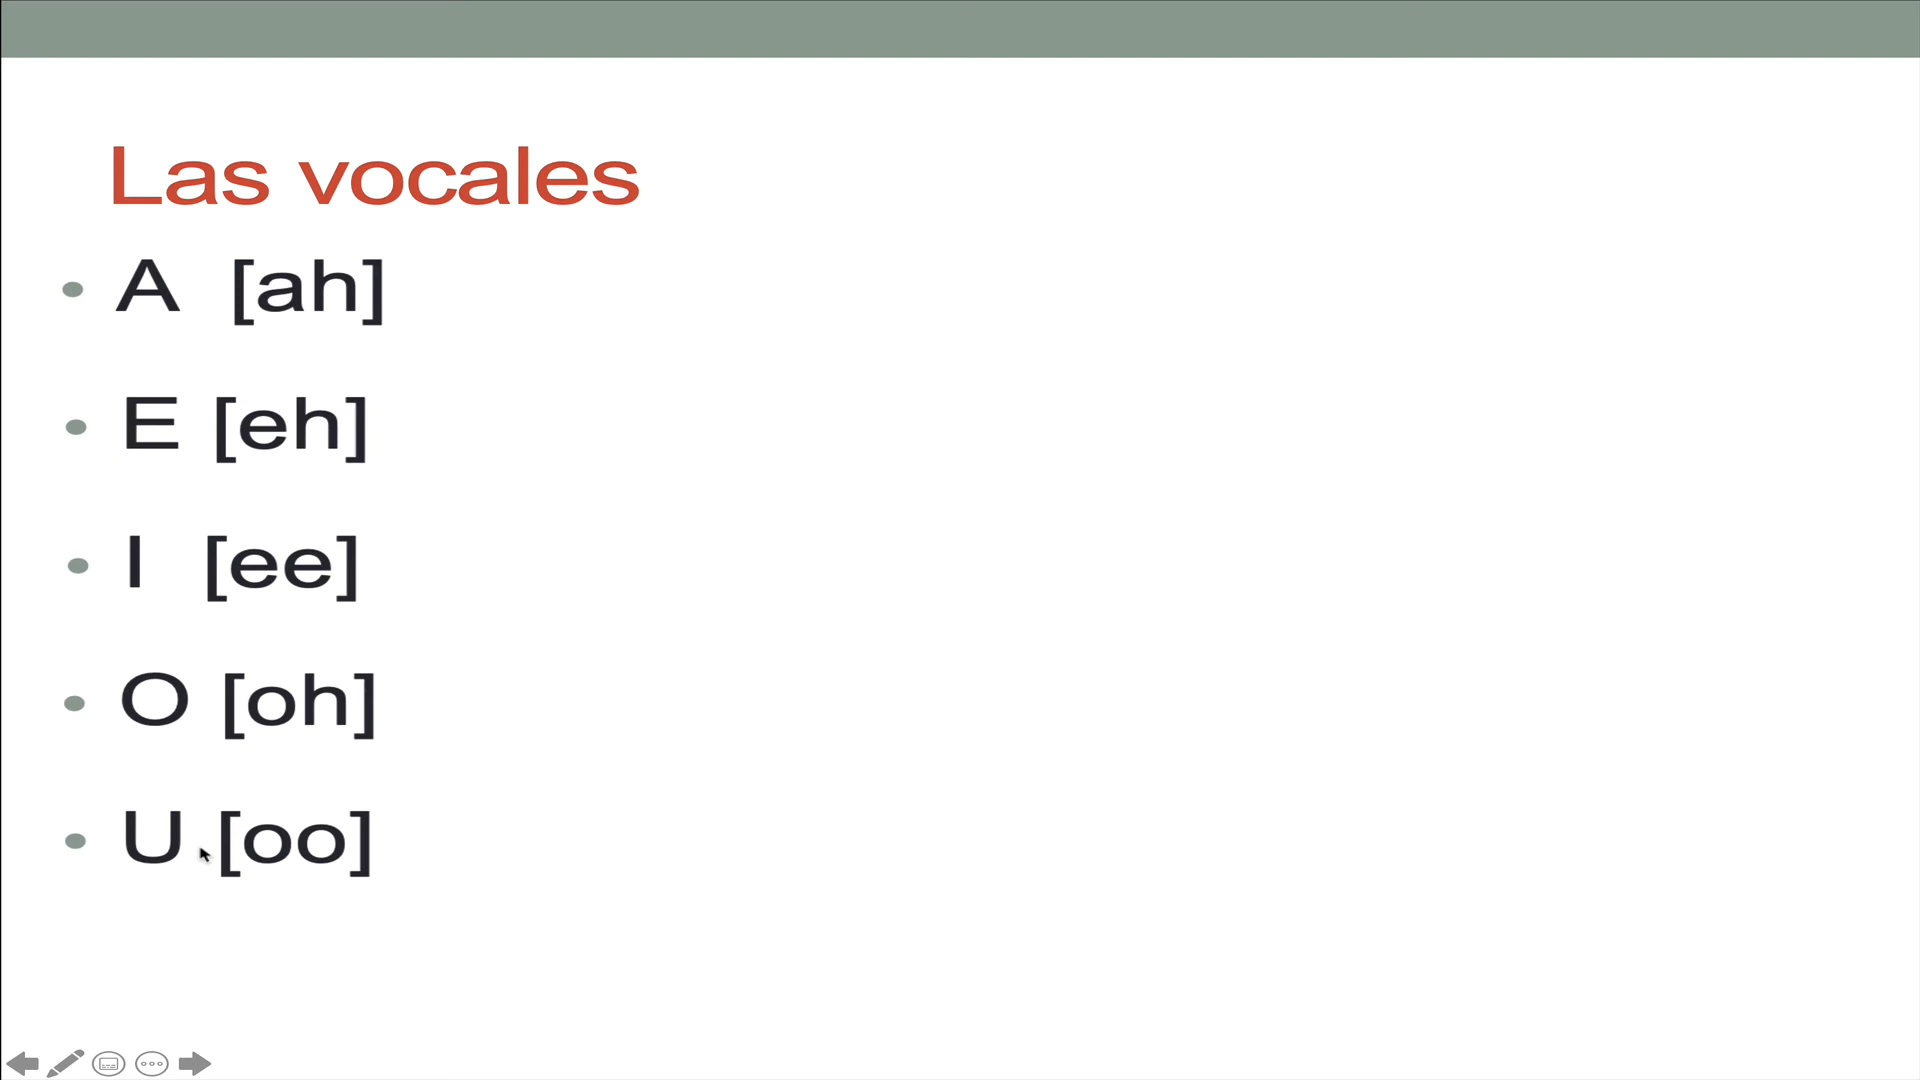 Las vocales
A [ah]
E [eh]
I [ee]
O [oh]
U [oo]